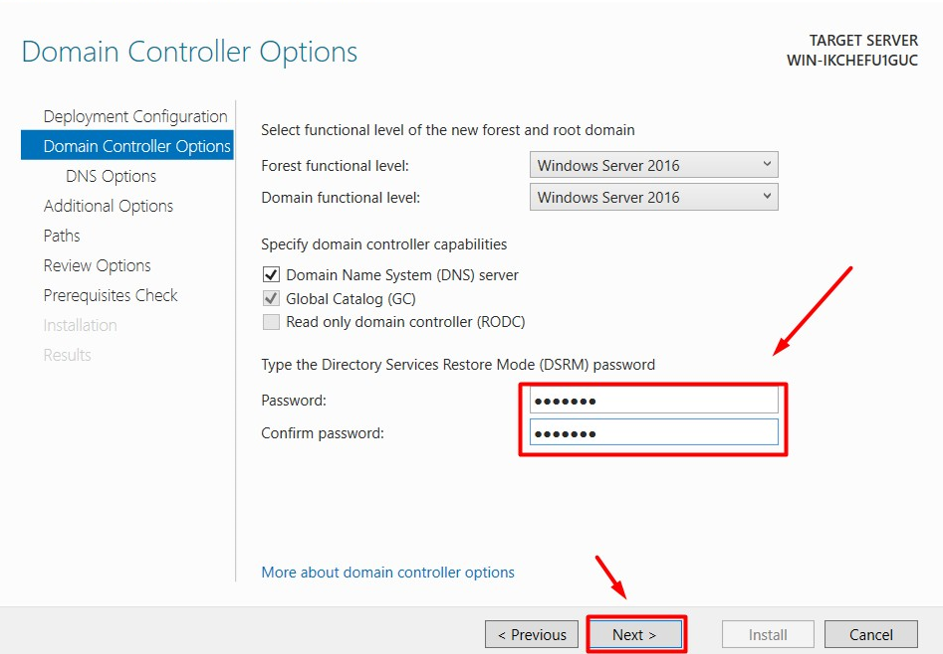 Domain Controller Options
TARGET SERVER
WIN-IKCHEFU1GUC
Deployment Configuration
Domain Controller Options
DNS Options
Additional Options
Paths
Review Options
Prerequisites Check
Installation
Results
Select functional level of the new forest and root domain
Forest functional level: Windows Server 2016
Domain functional level: Windows Server 2016
Specify domain controller capabilities
Domain Name System (DNS) server
Global Catalog (GC)
Read only domain controller (RODC)
Type the Directory Services Restore Mode (DSRM) password
Password: •••••••
Confirm password: •••••••
More about domain controller options
< Previous Next > Install Cancel